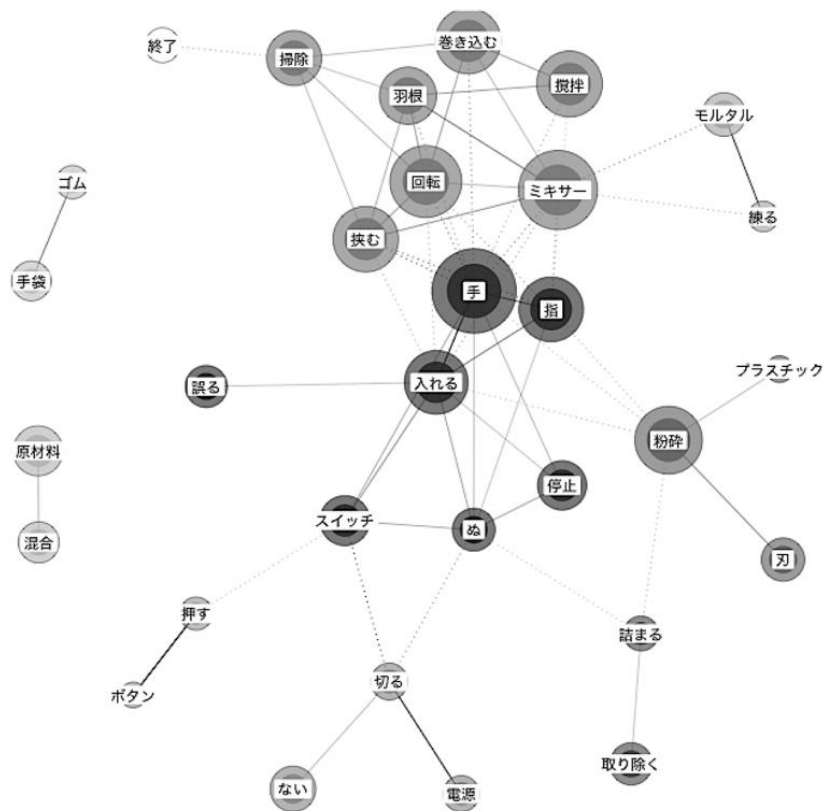 終了
掃除
巻き込む
羽根
攪拌
モルタル
ゴム
回転
ミキサー
練る
挟む
手袋
手
指
誤る
入れる
プラスチック
原材料
粉砕
停止
スイッチ
ぬ
混合
刃
押す
詰まる
ボタン
切る
取り除く
ない
電源